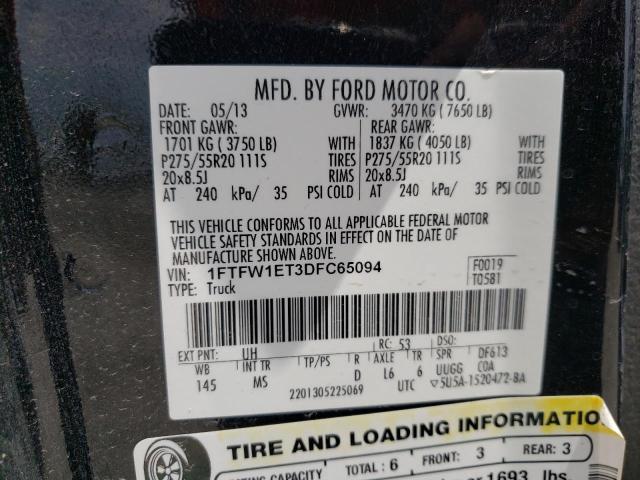 MFD. BY FORD MOTOR CO.
DATE: 05/13 GVWR: 3470 KG ( 7650 LB)
FRONT GAWR: REAR GAWR:
1701 KG ( 3750 LB) WITH 1837 KG ( 4050 LB) WITH
P275/55R20 111S TIRES P275/55R20 111S TIRES
20x8.5J RIMS 20x8.5J RIMS
AT 240 kPa/ 35 PSI COLD AT 240 kPa/ 35 PSI COLD
THIS VEHICLE CONFORMS TO ALL APPLICABLE FEDERAL MOTOR
VEHICLE SAFETY STANDARDS IN EFFECT ON THE DATE OF
MANUFACTURE SHOWN ABOVE.
VIN: 1FTFW1ET3DFC65094 F0019
TYPE: Truck T0581
EXT PNT: UH RC: 53 DSO:
WB INT TR TP/PS R AXLE TR SPR DF613
145 MS D L6 6 UUGG COA
2201305225069 UTC ▽5U5A-1520472-8A
TIRE AND LOADING INFORMATION
SEATING CAPACITY TOTAL: 6 FRONT: 3 REAR: 3
1693 lbs.